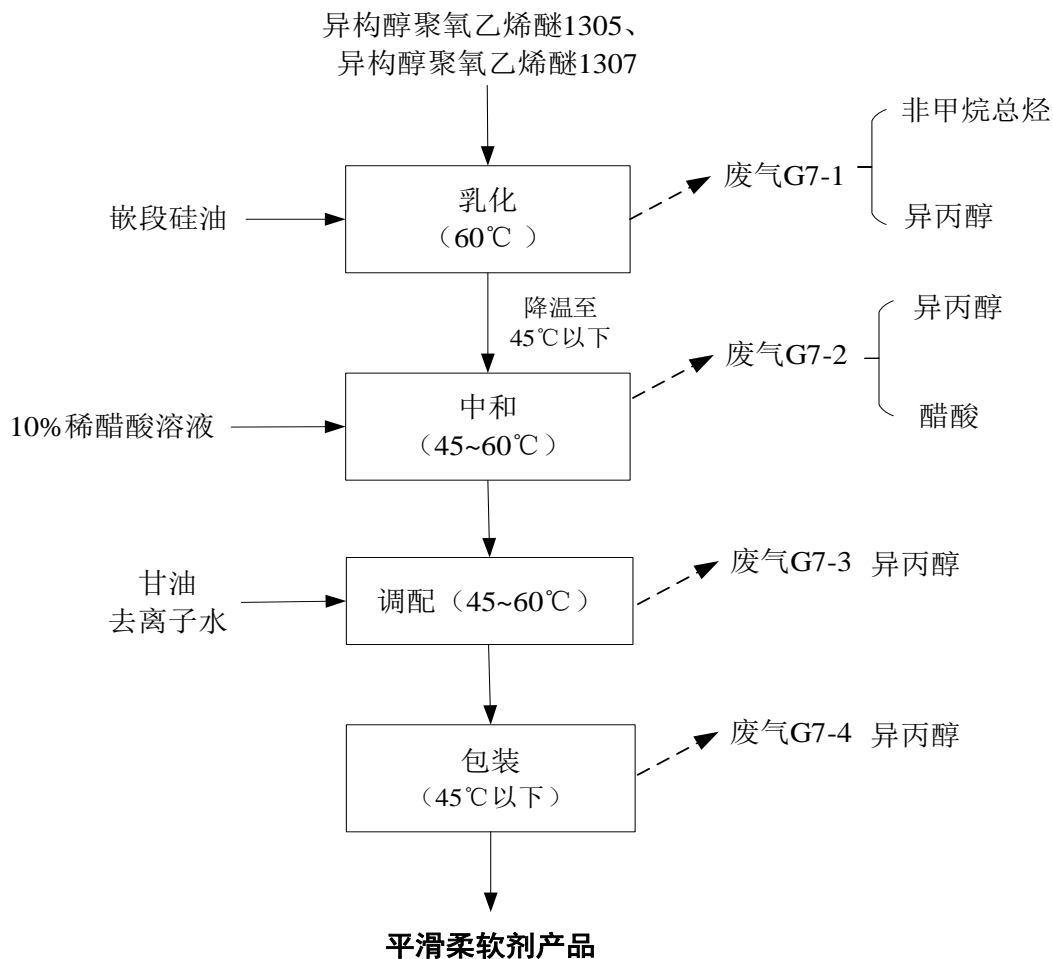 异构醇聚氧乙烯醚1305、
异构醇聚氧乙烯醚1307
非甲烷总烃
废气G7-1
异丙醇
嵌段硅油
乳化
（60℃ ）
降温至
45℃以下
异丙醇
废气G7-2
醋酸
10%稀醋酸溶液
中和
（45~60℃）
甘油
去离子水
调配（45~60℃）
废气G7-3 异丙醇
包装
（45℃以下）
废气G7-4 异丙醇
平滑柔软剂产品